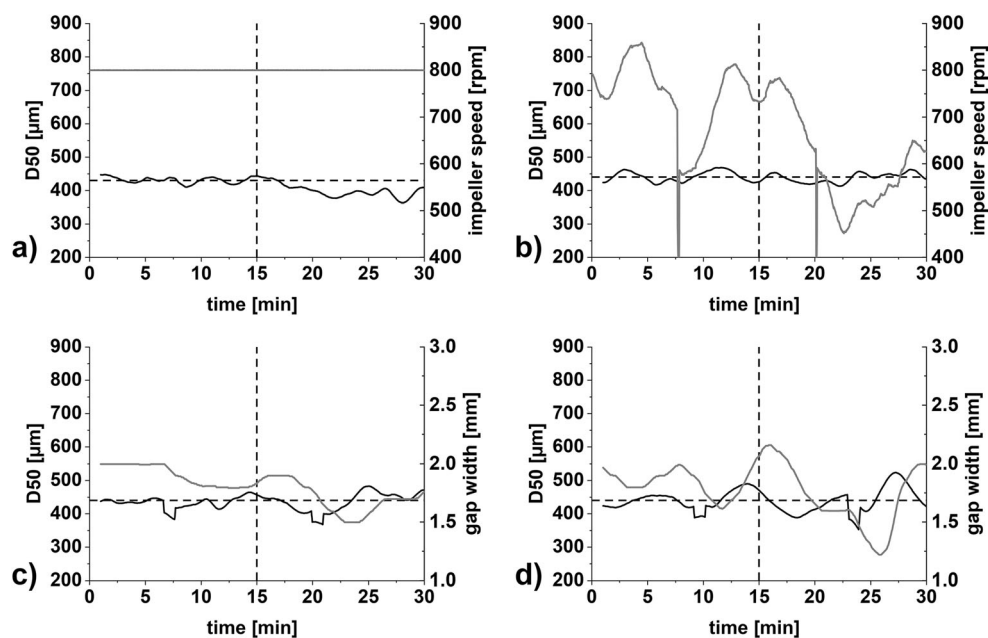 900 900
800 800
700 700
600 600
500
400
300 500
200 400
D50 [µm]
impeller speed [rpm]
0 5 10 15 20 25 30
time [min]
a)
900 900
800 800
700 700
600 600
500
400
300 500
200 400
D50 [µm]
impeller speed [rpm]
0 5 10 15 20 25 30
time [min]
b)
900 3.0
800 2.5
700
600 2.0
500
400 1.5
300
200 1.0
D50 [µm]
gap width [mm]
0 5 10 15 20 25 30
time [min]
c)
900 3.0
800 2.5
700
600 2.0
500
400 1.5
300
200 1.0
D50 [µm]
gap width [mm]
0 5 10 15 20 25 30
time [min]
d)